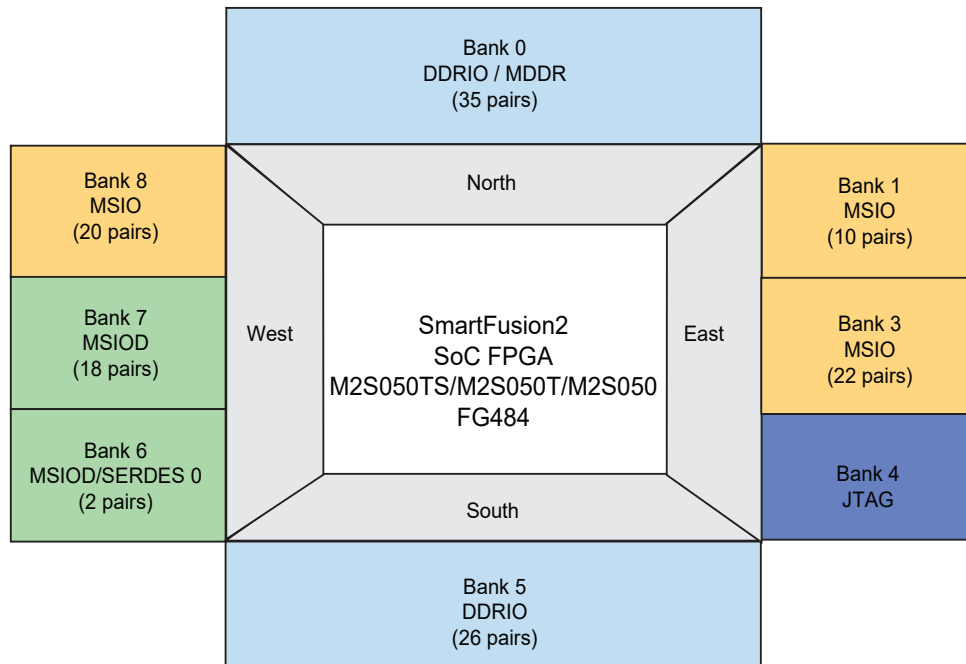 Bank 0
DDRIO / MDDR
(35 pairs)
Bank 8
MSIO
(20 pairs)
North
Bank 1
MSIO
(10 pairs)
Bank 7
MSIOD
(18 pairs)
West
SmartFusion2
SoC FPGA
M2S050TS/M2S050T/M2S050
FG484
East
Bank 3
MSIO
(22 pairs)
Bank 6
MSIOD/SERDES 0
(2 pairs)
South
Bank 4
JTAG
Bank 5
DDRIO
(26 pairs)